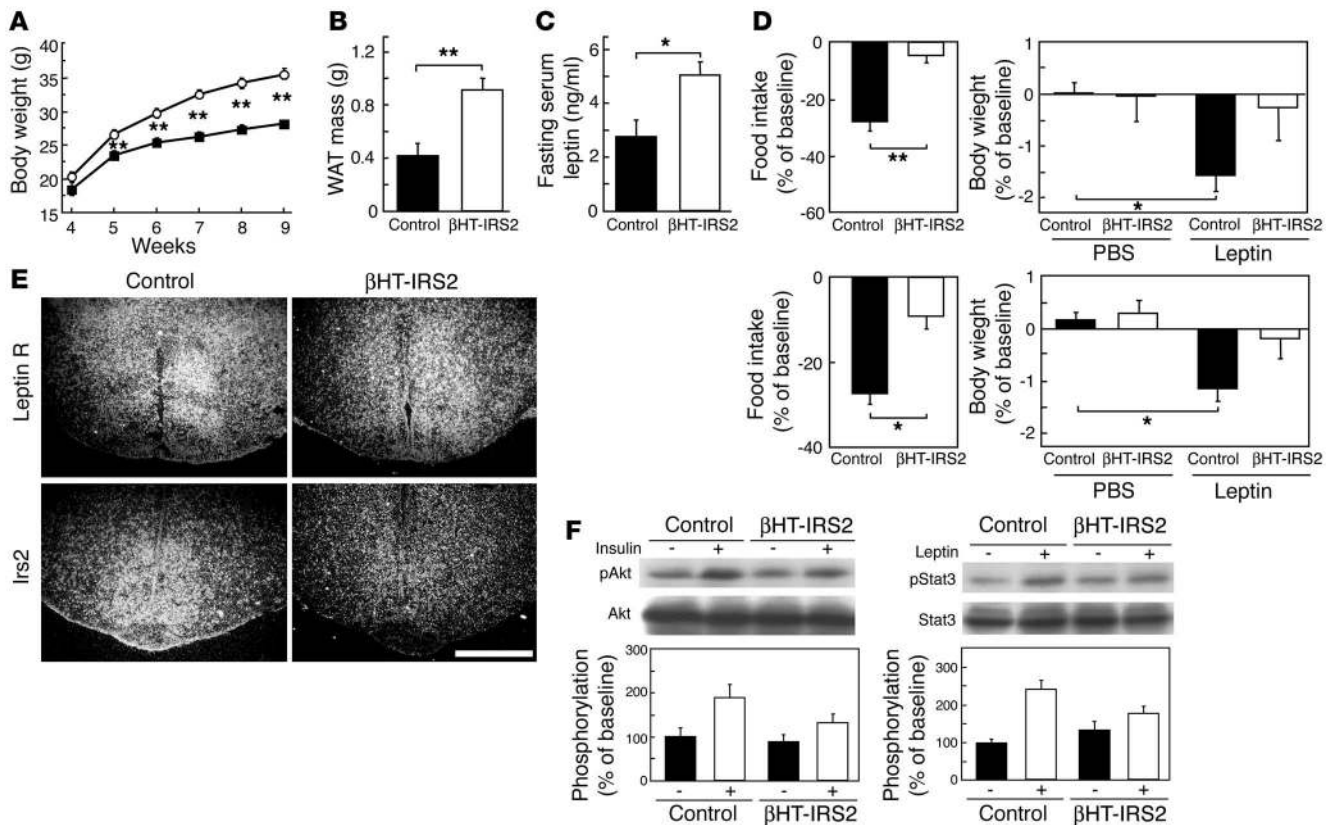 A
Body weight (g)
40
35
30
25
20
15
**
**
**
**
**
4 5 6 7 8 9
Weeks
B
WAT mass (g)
1.2
0.8
0.4
0
**
Control βHT-IRS2
C
Fasting serum
leptin (ng/ml)
6
4
2
0
*
Control βHT-IRS2
D
Food intake
(% of baseline)
0
-20
-40
-60
**
Control βHT-IRS2
Body wieght
(% of baseline)
1
0
-1
-2
*
Control βHT-IRS2 Control βHT-IRS2
PBS Leptin
Food intake
(% of baseline)
0
-20
-40
*
Control βHT-IRS2
Body wieght
(% of baseline)
1
0
-1
-2
*
Control βHT-IRS2 Control βHT-IRS2
PBS Leptin
E
Control βHT-IRS2
Leptin R
Irs2
F
Control βHT-IRS2
Insulin - + - +
pAkt
Akt
Phosphorylation
(% of baseline)
300
200
100
0
- + - +
Control βHT-IRS2
Control βHT-IRS2
Leptin - + - +
pStat3
Stat3
Phosphorylation
(% of baseline)
300
200
100
0
- + - +
Control βHT-IRS2